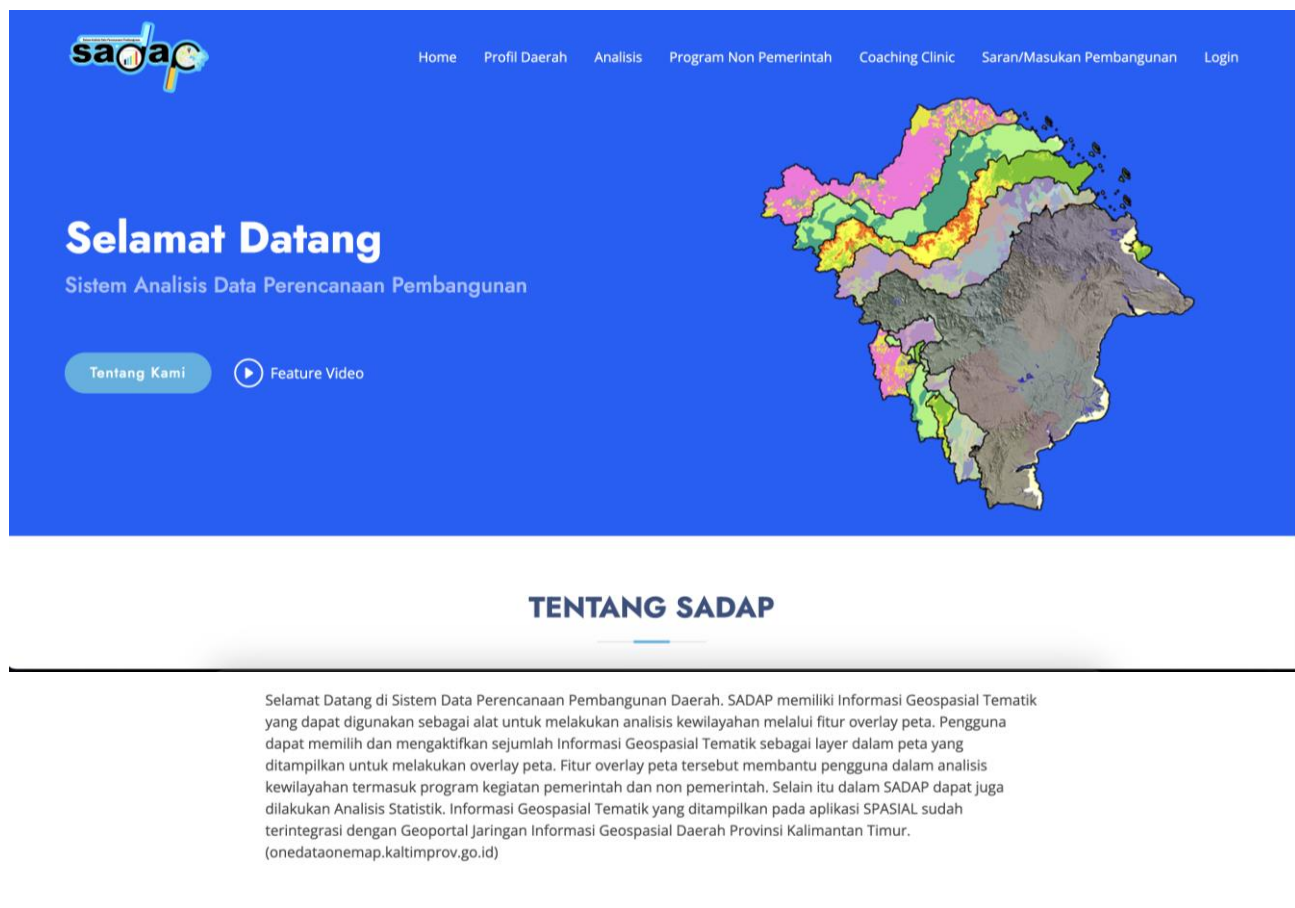 sadap
Home Profil Daerah Analisis Program Non Pemerintah Coaching Clinic Saran/Masukan Pembangunan Login
Selamat Datang
Sistem Analisis Data Perencanaan Pembangunan
Tentang Kami Feature Video
TENTANG SADAP
Selamat Datang di Sistem Data Perencanaan Pembangunan Daerah. SADAP memiliki Informasi Geospasial Tematik
yang dapat digunakan sebagai alat untuk melakukan analisis kewilayahan melalui fitur overlay peta. Pengguna
dapat memilih dan mengaktifkan sejumlah Informasi Geospasial Tematik sebagai layer dalam peta yang
ditampilkan untuk melakukan overlay peta. Fitur overlay peta tersebut membantu pengguna dalam analisis
kewilayahan termasuk program kegiatan pemerintah dan non pemerintah. Selain itu dalam SADAP dapat juga
dilakukan Analisis Statistik. Informasi Geospasial Tematik yang ditampilkan pada aplikasi SPASIAL sudah
terintegrasi dengan Geoportal Jaringan Informasi Geospasial Daerah Provinsi Kalimantan Timur.
(onedataonemap.kaltimprov.go.id)